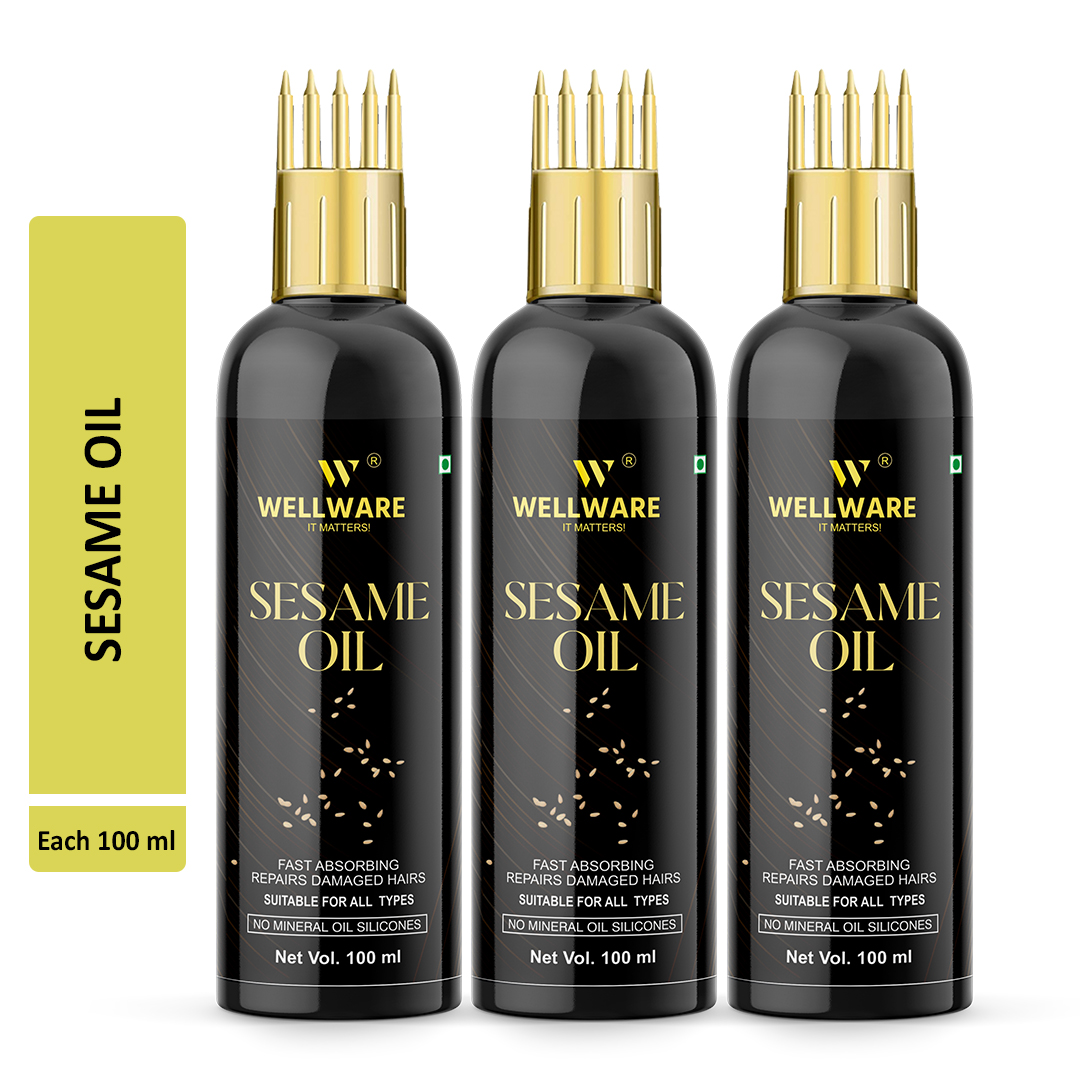 SESAME OIL
Each 100 ml
W ®
WELLWARE
IT MATTERS!
SESAME
OIL
FAST ABSORBING
REPAIRS DAMAGED HAIRS
SUITABLE FOR ALL TYPES
NO MINERAL OIL SILICONES
Net Vol. 100 ml
W ®
WELLWARE
IT MATTERS!
SESAME
OIL
FAST ABSORBING
REPAIRS DAMAGED HAIRS
SUITABLE FOR ALL TYPES
NO MINERAL OIL SILICONES
Net Vol. 100 ml
W ®
WELLWARE
IT MATTERS!
SESAME
OIL
FAST ABSORBING
REPAIRS DAMAGED HAIRS
SUITABLE FOR ALL TYPES
NO MINERAL OIL SILICONES
Net Vol. 100 ml